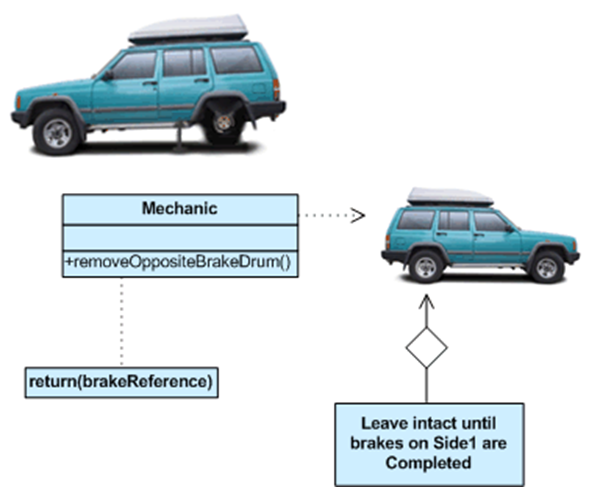 Mechanic
+removeOppositeBrakeDrum()
return(brakeReference)
Leave intact until
brakes on Side1 are
Completed